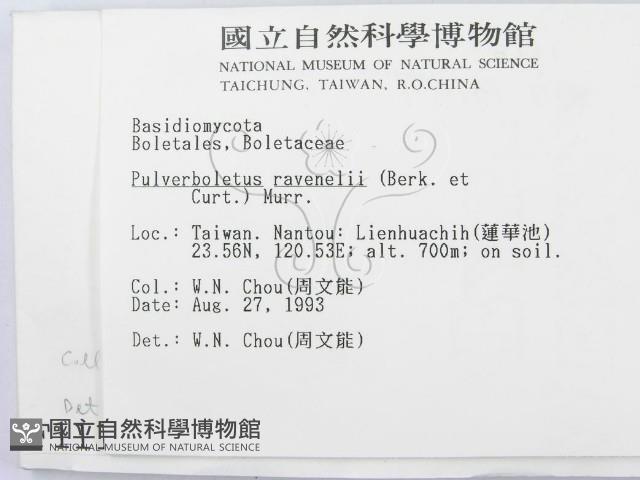 國立自然科學博物館
NATIONAL MUSEUM OF NATURAL SCIENCE
TAICHUNG, TAIWAN, R.O.CHINA
Basidiomycota
Boletales, Boletaceae
Pulverboletus ravenelii (Berk. et
Curt.) Murr.
Loc.: Taiwan. Nantou: Lienhuachih(蓮華池)
23.56N, 120.53E; alt. 700m; on soil.
Col.: W.N. Chou(周文能)
Date: Aug. 27, 1993
Det.: W.N. Chou(周文能)
Coll
Det
國立自然科學博物館
NATIONAL MUSEUM OF NATURAL SCIENCE